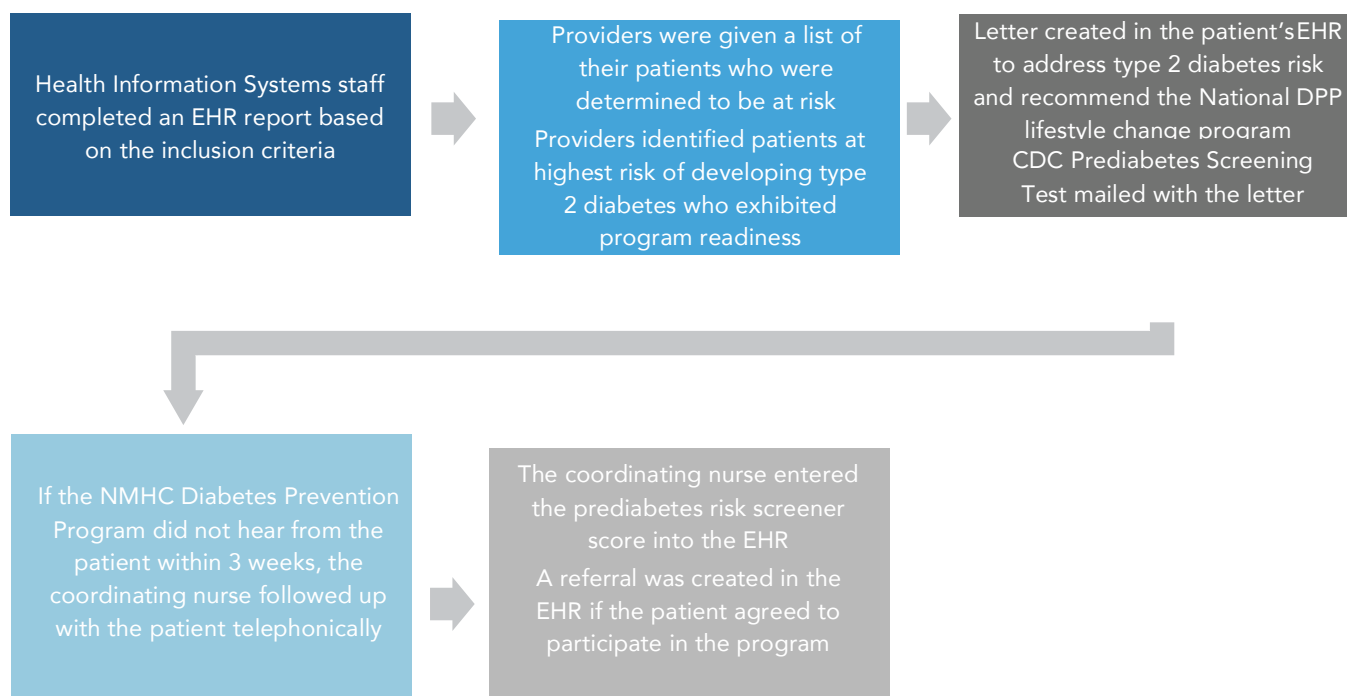 Health Information Systems staff
completed an EHR report based
on the inclusion criteria
Providers were given a list of
their patients who were
determined to be at risk
Providers identified patients at
highest risk of developing type
2 diabetes who exhibited
program readiness
Letter created in the patient's EHR
to address type 2 diabetes risk
and recommend the National DPP
lifestyle change program
CDC Prediabetes Screening
Test mailed with the letter
If the NMHC Diabetes Prevention
Program did not hear from the
patient within 3 weeks, the
coordinating nurse followed up
with the patient telephonically
The coordinating nurse entered
the prediabetes risk screener
score into the EHR
A referral was created in the
EHR if the patient agreed to
participate in the program